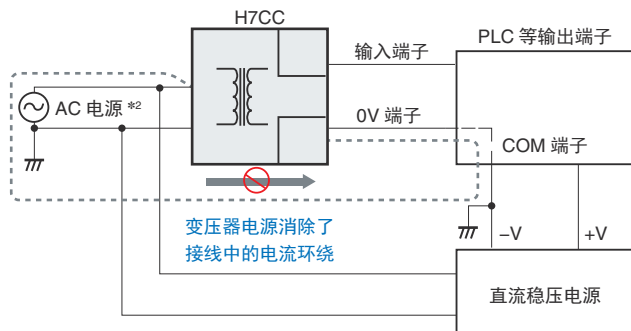 H7CC
输入端子
PLC 等输出端子
AC 电源 *2
0V 端子
COM 端子
变压器电源消除了
接线中的电流环绕
–V
+V
直流稳压电源